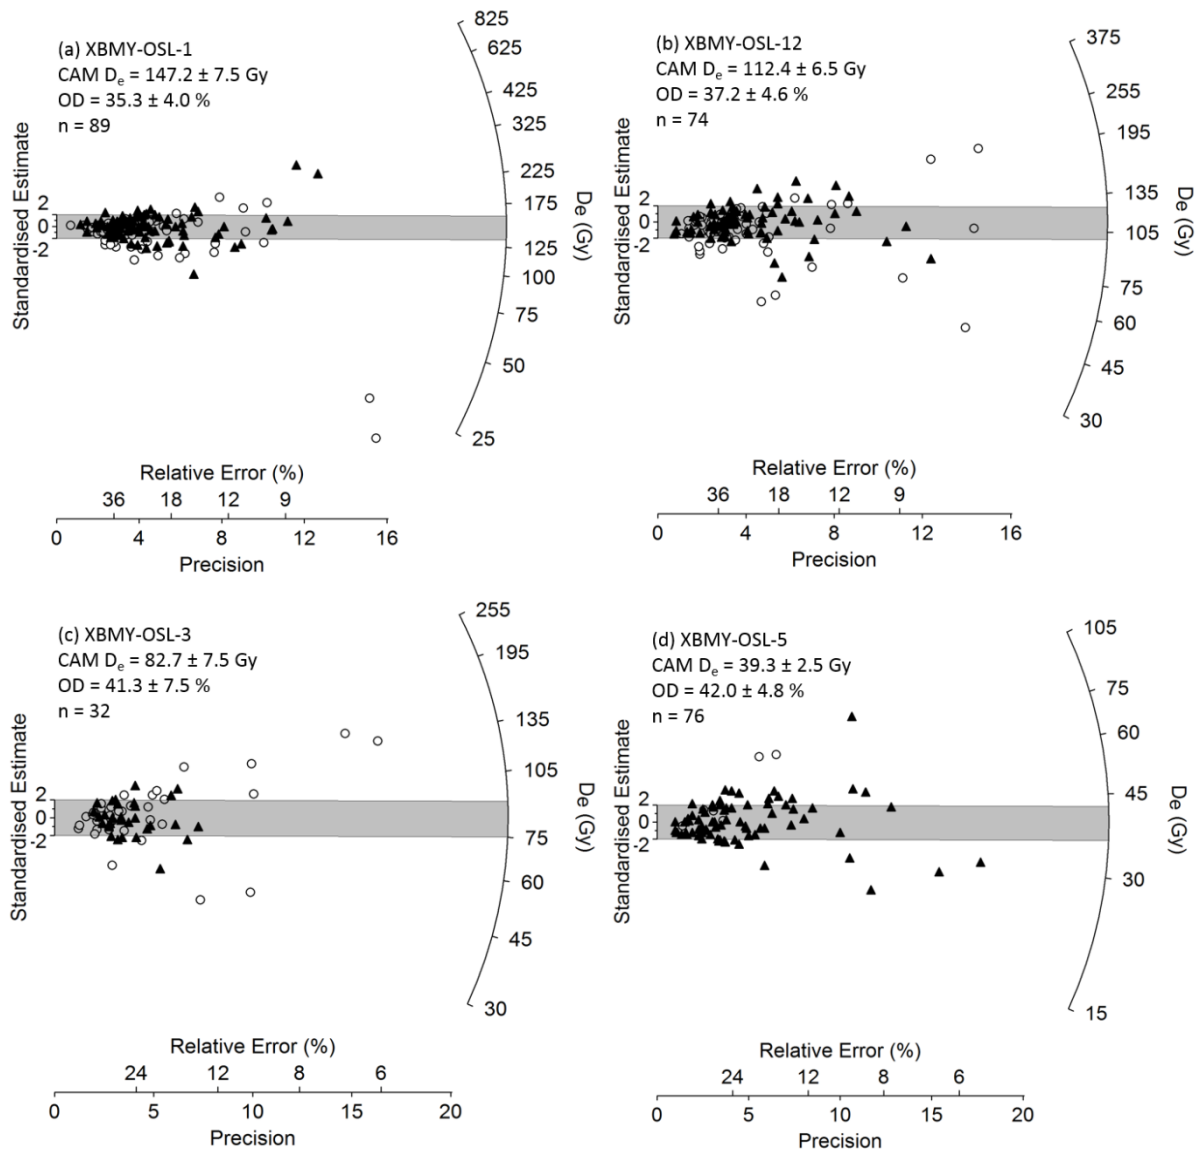 (a) XBMY-OSL-1
CAM De = 147.2 ± 7.5 Gy
OD = 35.3 ± 4.0 %
n = 89
Standardised Estimate
2
0
-2
825
625
425
325
225
175
125
100
75
50
25
De (Gy)
Relative Error (%)
36 18 12 9
0 4 8 12 16
Precision
(b) XBMY-OSL-12
CAM De = 112.4 ± 6.5 Gy
OD = 37.2 ± 4.6 %
n = 74
Standardised Estimate
2
0
-2
375
255
195
135
105
75
60
45
30
De (Gy)
Relative Error (%)
36 18 12 9
0 4 8 12 16
Precision
(c) XBMY-OSL-3
CAM De = 82.7 ± 7.5 Gy
OD = 41.3 ± 7.5 %
n = 32
Standardised Estimate
2
0
-2
255
195
135
105
75
60
45
30
De (Gy)
Relative Error (%)
24 12 8 6
0 5 10 15 20
Precision
(d) XBMY-OSL-5
CAM De = 39.3 ± 2.5 Gy
OD = 42.0 ± 4.8 %
n = 76
Standardised Estimate
2
0
-2
105
75
60
45
30
15
De (Gy)
Relative Error (%)
24 12 8 6
0 5 10 15 20
Precision